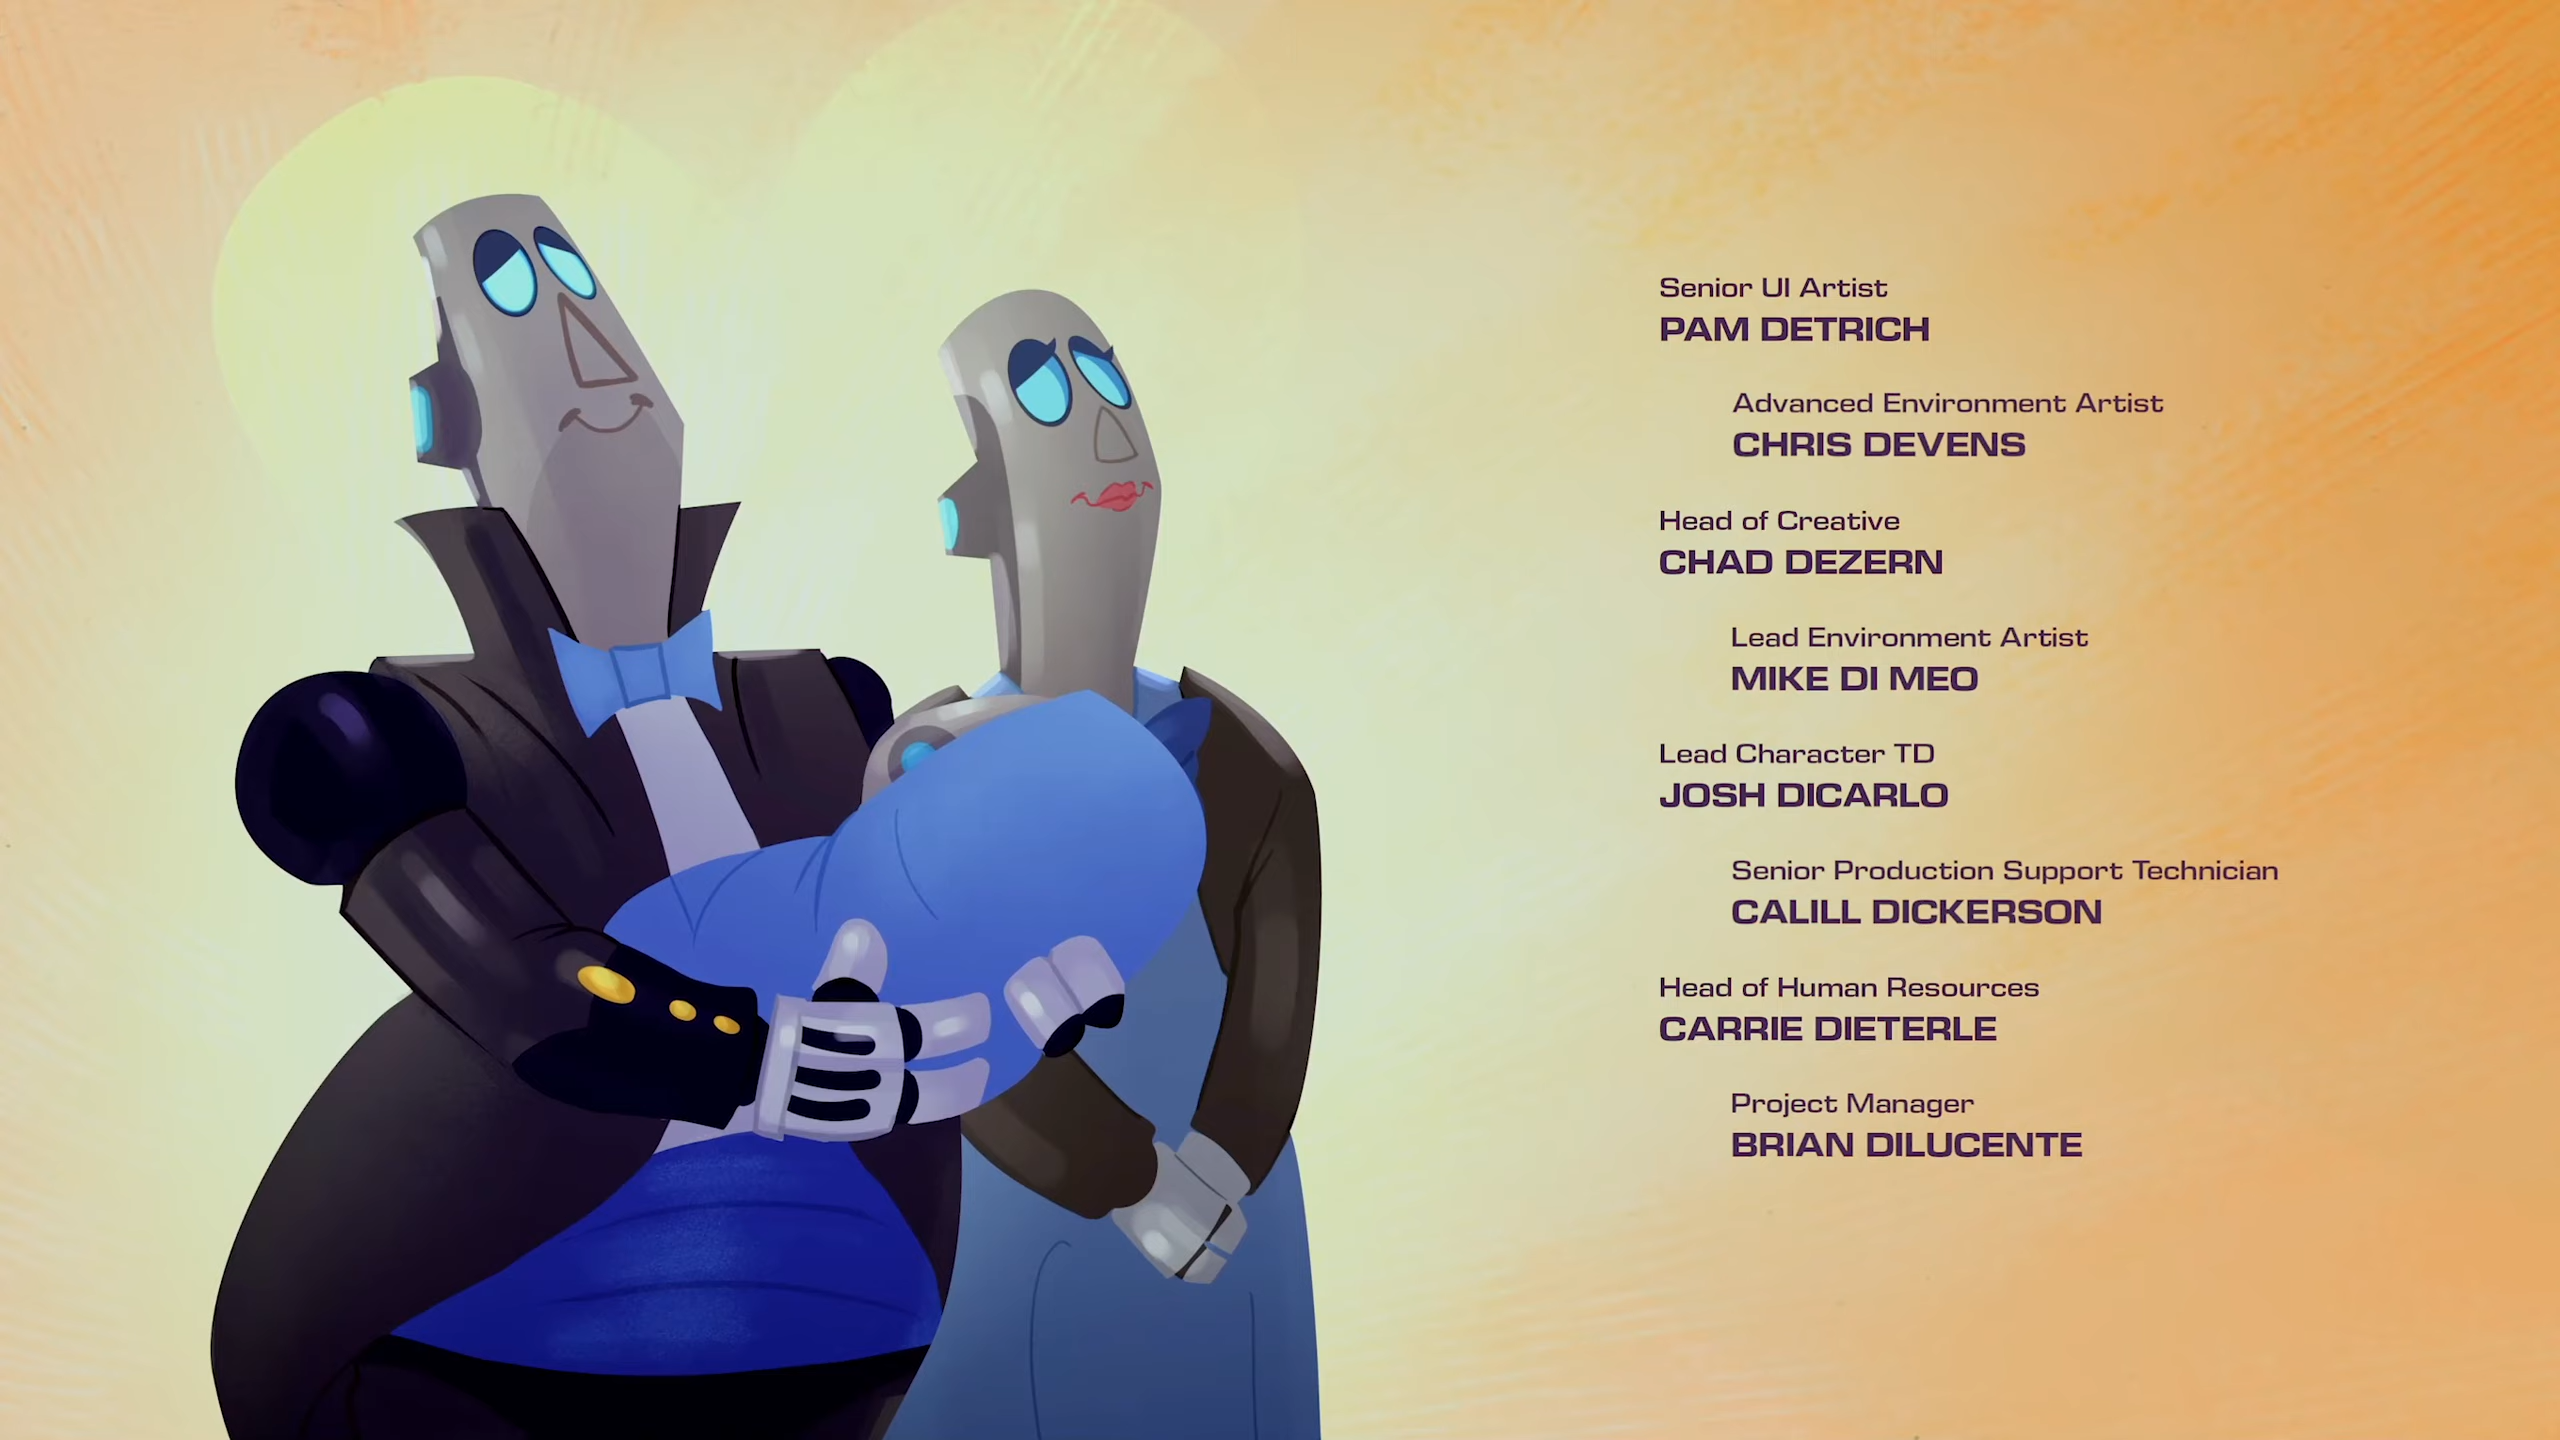 Senior UI Artist
PAM DETRICH
Advanced Environment Artist
CHRIS DEVENS
Head of Creative
CHAD DEZERN
Lead Environment Artist
MIKE DI MEO
Lead Character TD
JOSH DICARLO
Senior Production Support Technician
CALILL DICKERSON
Head of Human Resources
CARRIE DIETERLE
Project Manager
BRIAN DILUCENTE